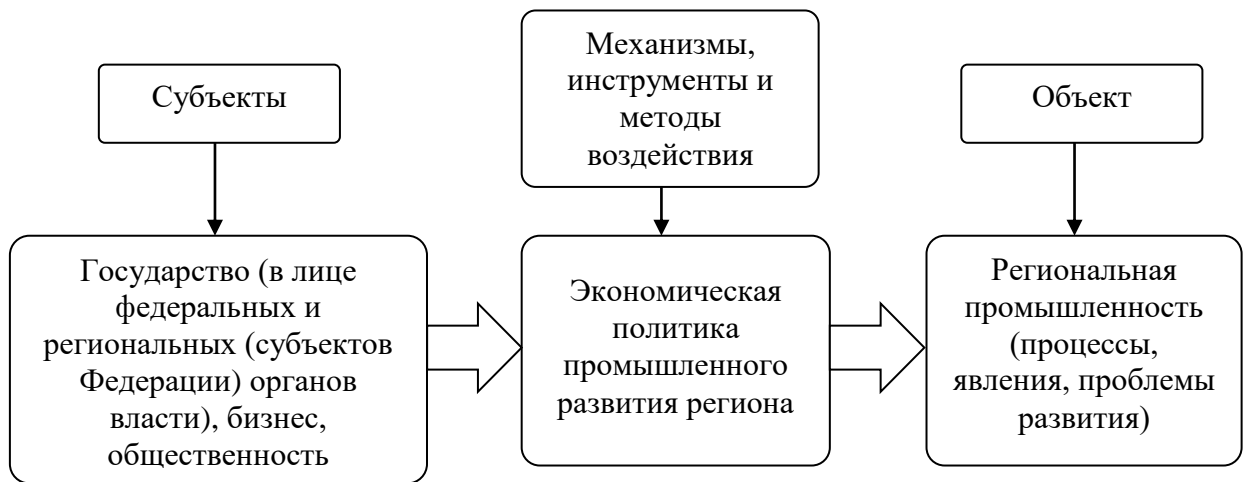 Субъекты
Механизмы,
инструменты и
методы
воздействия
Объект
Государство (в лице
федеральных и
региональных (субъектов
Федерации) органов
власти), бизнес,
общественность
Экономическая
политика
промышленного
развития региона
Региональная
промышленность
(процессы,
явления, проблемы
развития)